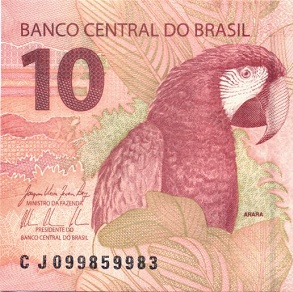 BANCO CENTRAL DO BRASIL
10
MINISTRO DA FAZENDA
PRESIDENTE DO
BANCO CENTRAL DO BRASIL
ARARA
C J 099859983